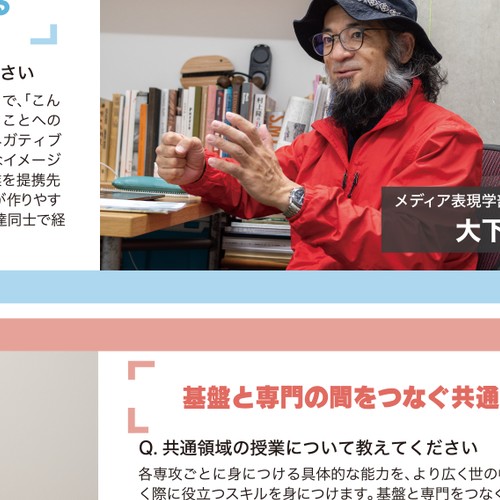 さい
で、「こん
ことへの
ガティブ
なイメージ
を提携先
が作りやす
達同士で経
メディア表現学部
大下
基盤と専門の間をつなぐ共通
Q. 共通領域の授業について教えてください
各専攻ごとに身につける具体的な能力を、より広く世の
く際に役立つスキルを身につけます。基盤と専門をつなぐ